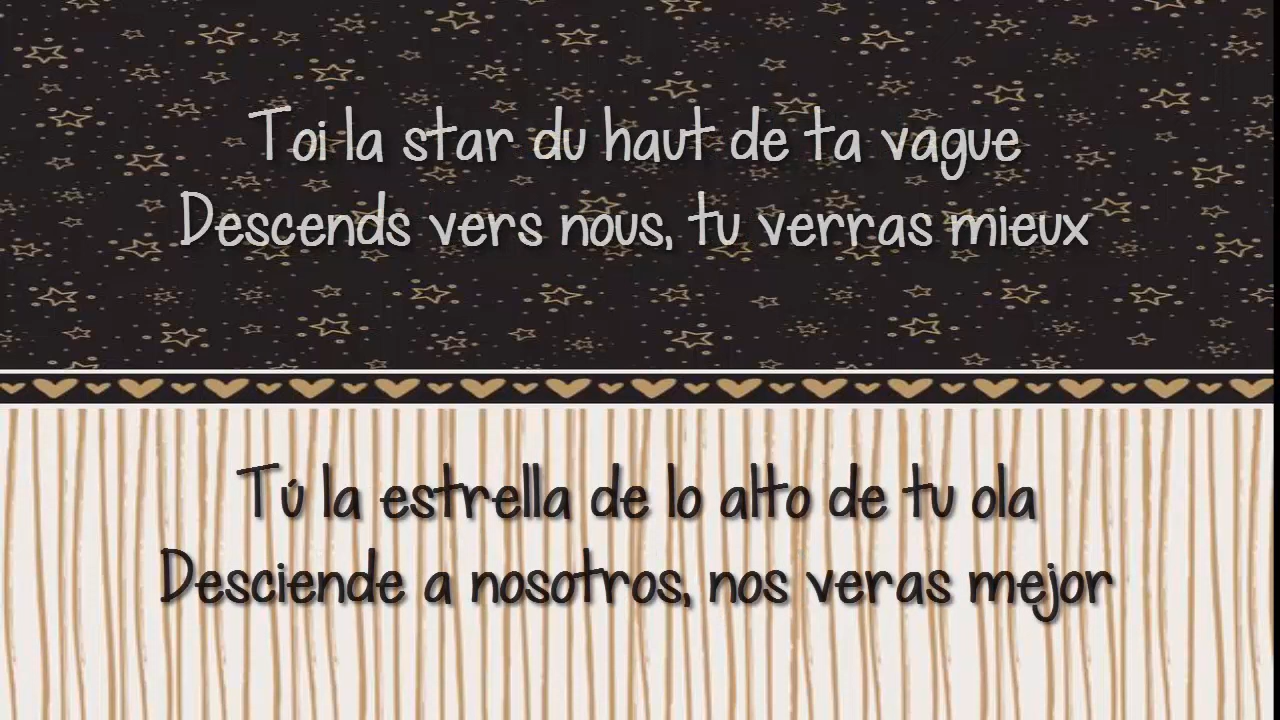 Toi la star du haut de ta vague
Descends vers nous, tu verras mieux
Tú la estrella de lo alto de tu ola
Desciende a nosotros, nos veras mejor